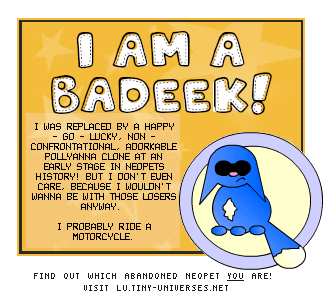 I AM A
BADEEK!
I WAS REPLACED BY A HAPPY
- GO - LUCKY, NON -
CONFRONTATIONAL, ADORKABLE
POLLYANNA CLONE AT AN
EARLY STAGE IN NEOPETS
HISTORY! BUT I DON'T EVEN
CARE, BECAUSE I WOULDN'T
WANNA BE WITH THOSE LOSERS
ANYWAY.
I PROBABLY RIDE A
MOTORCYCLE.
FIND OUT WHICH ABANDONED NEOPET YOU ARE!
VISIT LU.TINY-UNIVERSES.NET